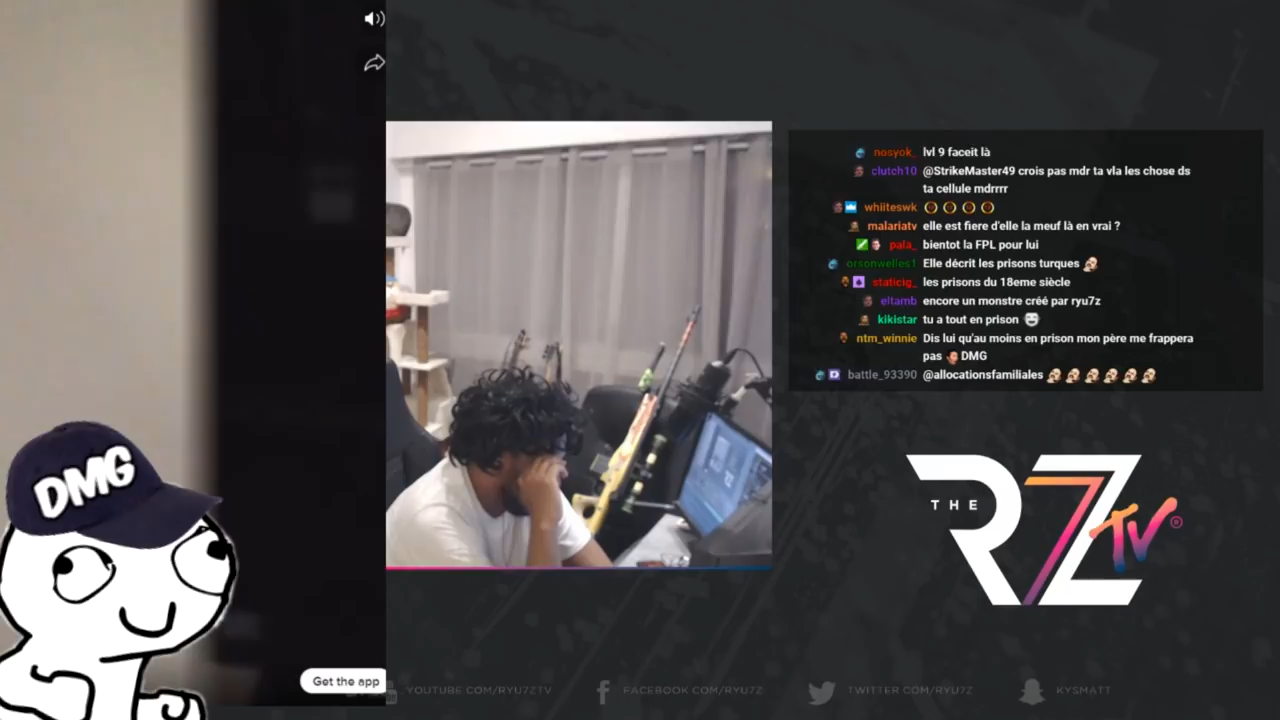 DMG
Get the app
nosyok_ lvl 9 faceit là
clutch10 @StrikeMaster49 crois pas mdr ta vla les chose ds
ta cellule mdrrrr
whiiteswk
malariatv elle est fiere d'elle la meuf là en vrai ?
pala_ bientot la FPL pour lui
orsonwelles1 Elle décrit les prisons turques
staticig_ les prisons du 18eme siècle
eltamb encore un monstre créé par ryu7z
kikistar tu a tout en prison
ntm_winnie Dis lui qu'au moins en prison mon père me frappera
pas DMG
battle_93390 @allocationsfamiliales
THE R7Z TV
YOUTUBE.COM/RYU7ZTV
FACEBOOK.COM/RYU7Z
TWITTER.COM/RYU7Z
KYSMATT